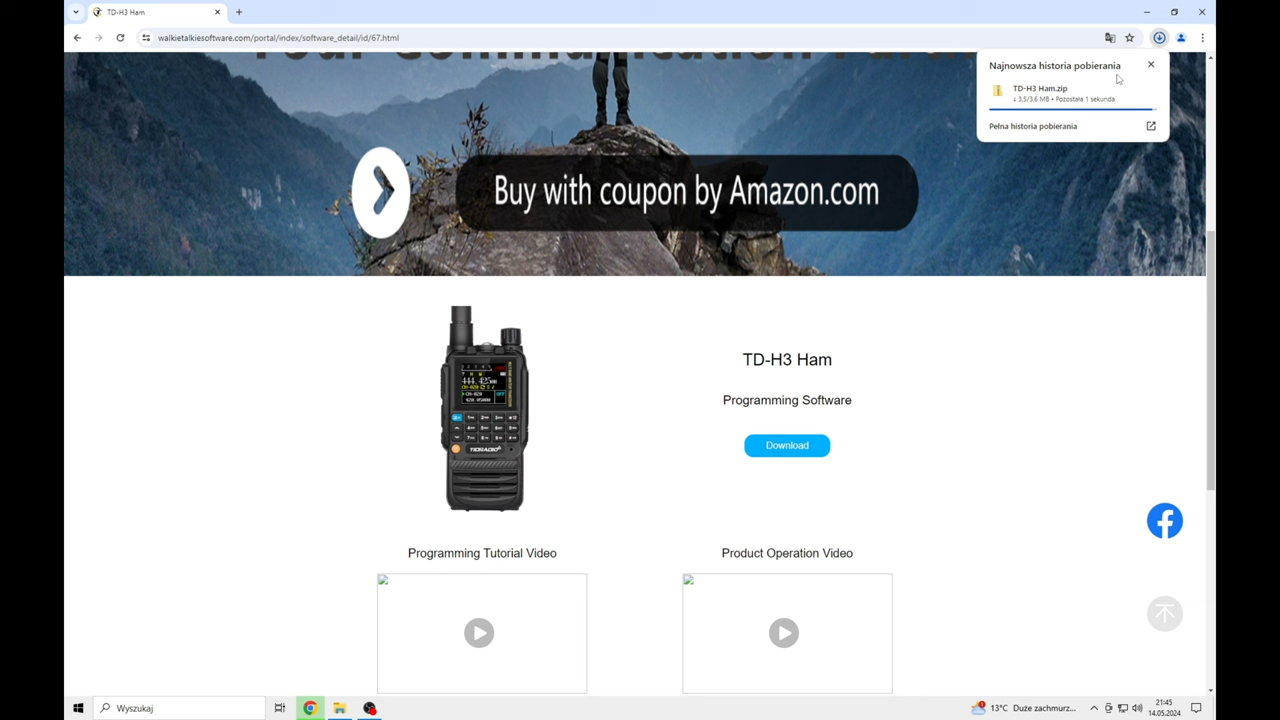 TD-H3 Ham
walkietalkiesoftware.com/portal/index/software_detail/id/67.html
Najnowsza historia pobierania
TD-H3 Ham.zip
↓ 3,5/3,6 MB • Pozostała 1 sekunda
Pełna historia pobierania
Buy with coupon by Amazon.com
TD-H3 Ham
Programming Software
Download
TIDRADIO
Programming Tutorial Video
Product Operation Video
Wyszukaj
13°C Duże zachmurz...
21:45
14.05.2024